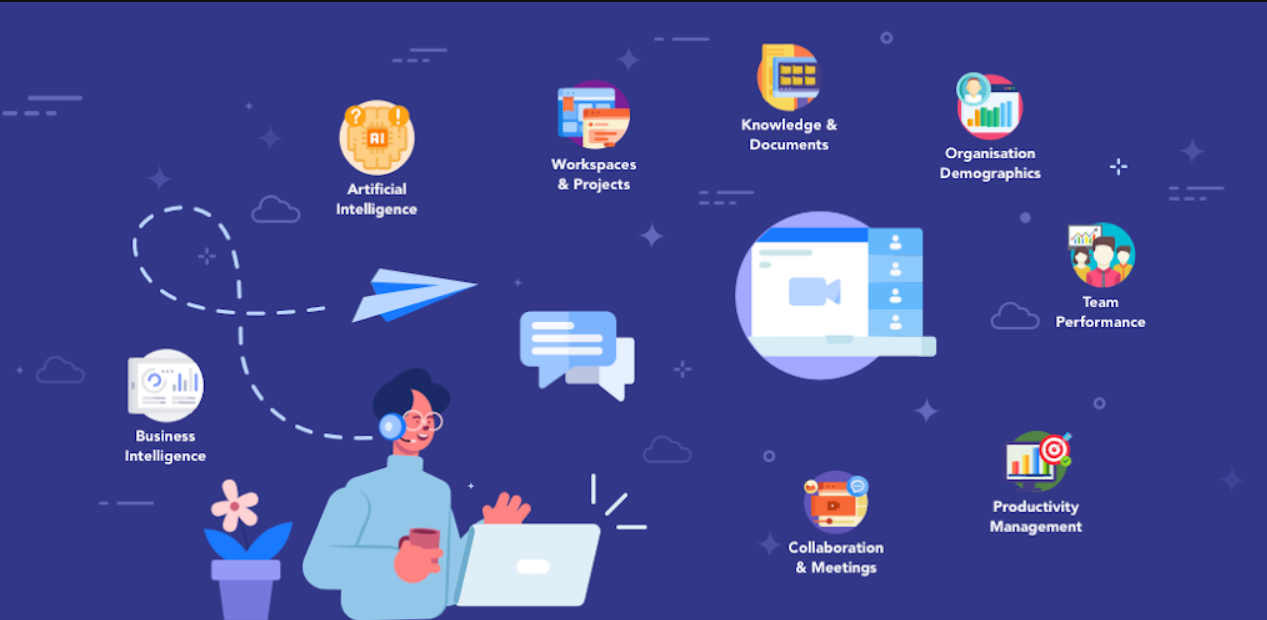 Knowledge &
Documents
Organisation
Demographics
Workspaces
& Projects
? !
AI
Artificial
Intelligence
Team
Performance
Business
Intelligence
Productivity
Management
Collaboration
& Meetings